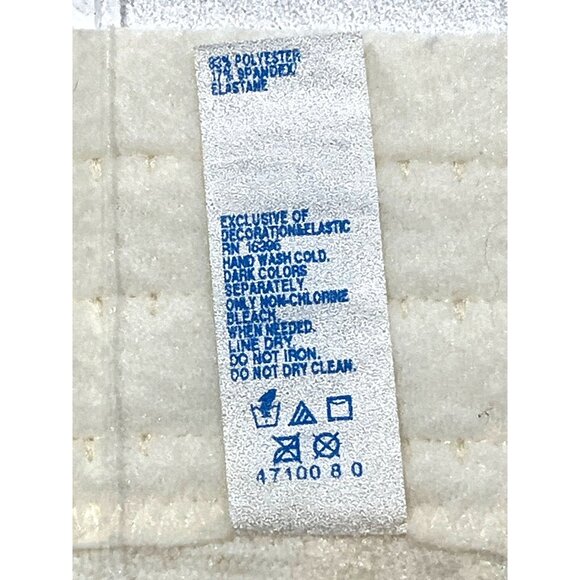 83% POLYESTER
17% SPANDEX/
ELASTANE
EXCLUSIVE OF
DECORATION&ELASTIC
RN 16396
HAND WASH COLD.
DARK COLORS
SEPARATELY.
ONLY NON-CHLORINE
BLEACH.
WHEN NEEDED.
LINE DRY.
DO NOT IRON.
DO NOT DRY CLEAN.
47100 8 0